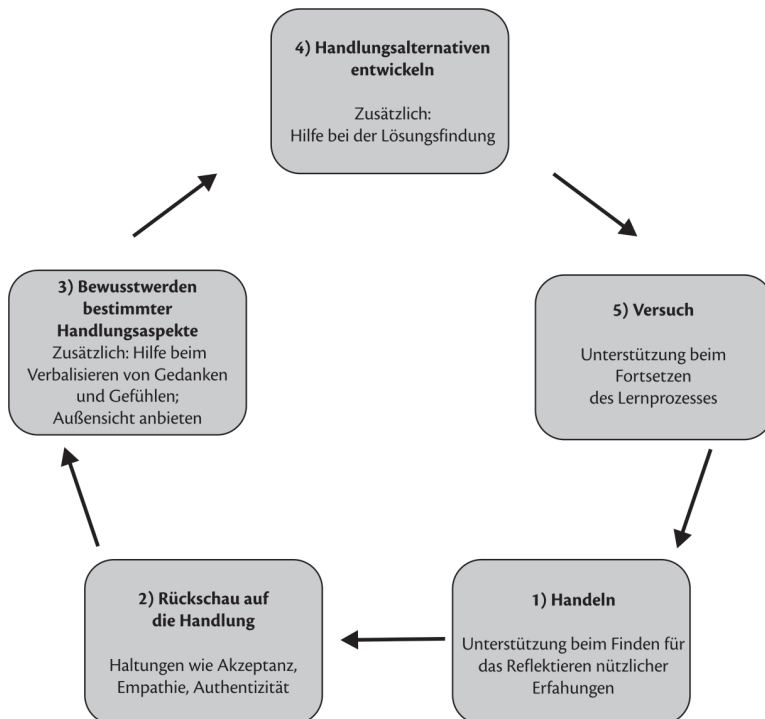 4) Handlungsalternativen
entwickeln
Zusätzlich:
Hilfe bei der Lösungsfindung
3) Bewusstwerden
bestimmter
Handlungsaspekte
Zusätzlich: Hilfe beim
Verbalisieren von Gedanken
und Gefühlen;
Außensicht anbieten
5) Versuch
Unterstützung beim
Fortsetzen
des Lernprozesses
2) Rückschau auf
die Handlung
Haltungen wie Akzeptanz,
Empathie, Authentizität
1) Handeln
Unterstützung beim Finden für
das Reflektieren nützlicher
Erfahungen